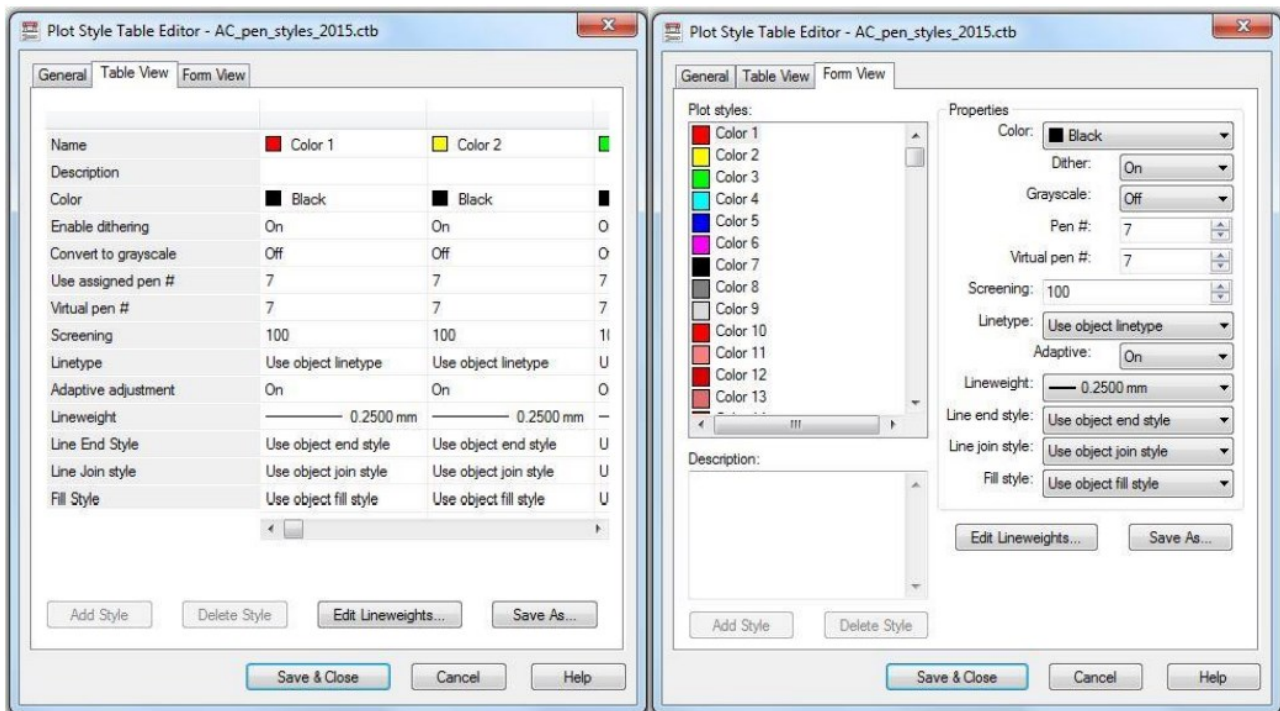 Plot Style Table Editor - AC_pen_styles_2015.ctb
General Table View Form View
Name Color 1 Color 2
Description
Color Black Black
Enable dithering On On O
Convert to grayscale Off Off O
Use assigned pen # 7 7 7
Virtual pen # 7 7 7
Screening 100 100 10
Linetype Use object linetype Use object linetype U
Adaptive adjustment On On O
Lineweight 0.2500 mm 0.2500 mm
Line End Style Use object end style Use object end style U
Line Join style Use object join style Use object join style U
Fill Style Use object fill style Use object fill style U
Add Style Delete Style Edit Lineweights... Save As...
Save & Close Cancel Help
Plot Style Table Editor - AC_pen_styles_2015.ctb
General Table View Form View
Plot styles:
Color 1
Color 2
Color 3
Color 4
Color 5
Color 6
Color 7
Color 8
Color 9
Color 10
Color 11
Color 12
Color 13
Description:
Add Style Delete Style
Properties
Color: Black
Dither: On
Grayscale: Off
Pen #: 7
Virtual pen #: 7
Screening: 100
Linetype: Use object linetype
Adaptive: On
Lineweight: 0.2500 mm
Line end style: Use object end style
Line join style: Use object join style
Fill style: Use object fill style
Edit Lineweights... Save As...
Save & Close Cancel Help